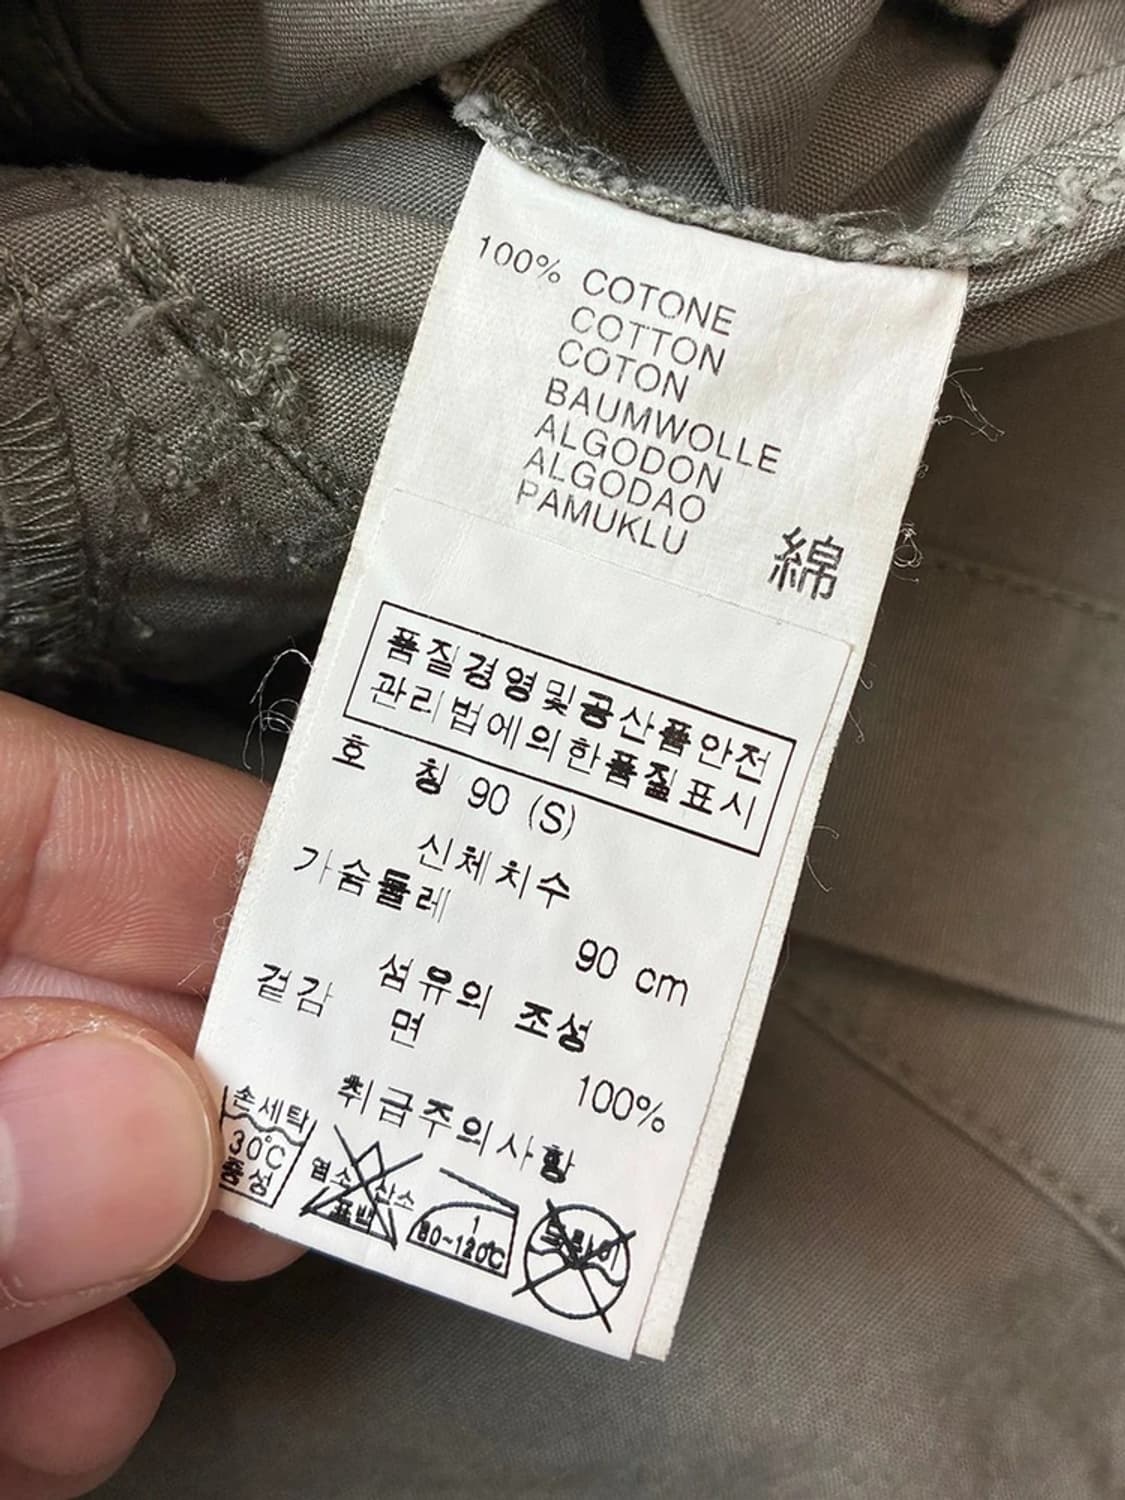 100% COTONE
COTTON
COTON
BAUMWOLLE
ALGODON
ALGODAO
PAMUKLU
綿
품질경영및공산품안전
관리법에의한품질표시
호 칭 90 (S)
신체치수
가슴둘레
90 cm
섬유의 조성
겉감 면
100%
취급주의사항
손세탁
30℃
중성
염소 산소
표백
1
80~120℃
드라이